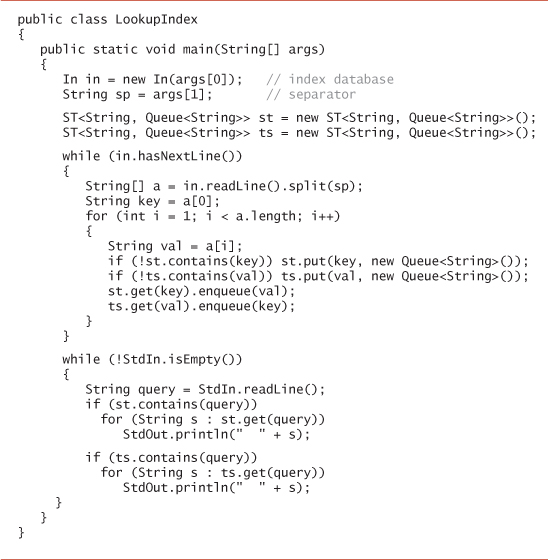 public class LookupIndex
{
   public static void main(String[] args)
   {
      In in = new In(args[0]);   // index database
      String sp = args[1];       // separator
      ST<String, Queue<String>> st = new ST<String, Queue<String>>();
      ST<String, Queue<String>> ts = new ST<String, Queue<String>>();
      while (in.hasNextLine())
      {
         String[] a = in.readLine().split(sp);
         String key = a[0];
         for (int i = 1; i < a.length; i++)
         {
            String val = a[i];
            if (!st.contains(key)) st.put(key, new Queue<String>());
            if (!ts.contains(val)) ts.put(val, new Queue<String>());
            st.get(key).enqueue(val);
            ts.get(val).enqueue(key);
         }
      }
      while (!StdIn.isEmpty())
      {
         String query = StdIn.readLine();
         if (st.contains(query))
           for (String s : st.get(query))
              StdOut.println("  " + s);
         if (ts.contains(query))
           for (String s : ts.get(query))
              StdOut.println("  " + s);
     }
   }
}